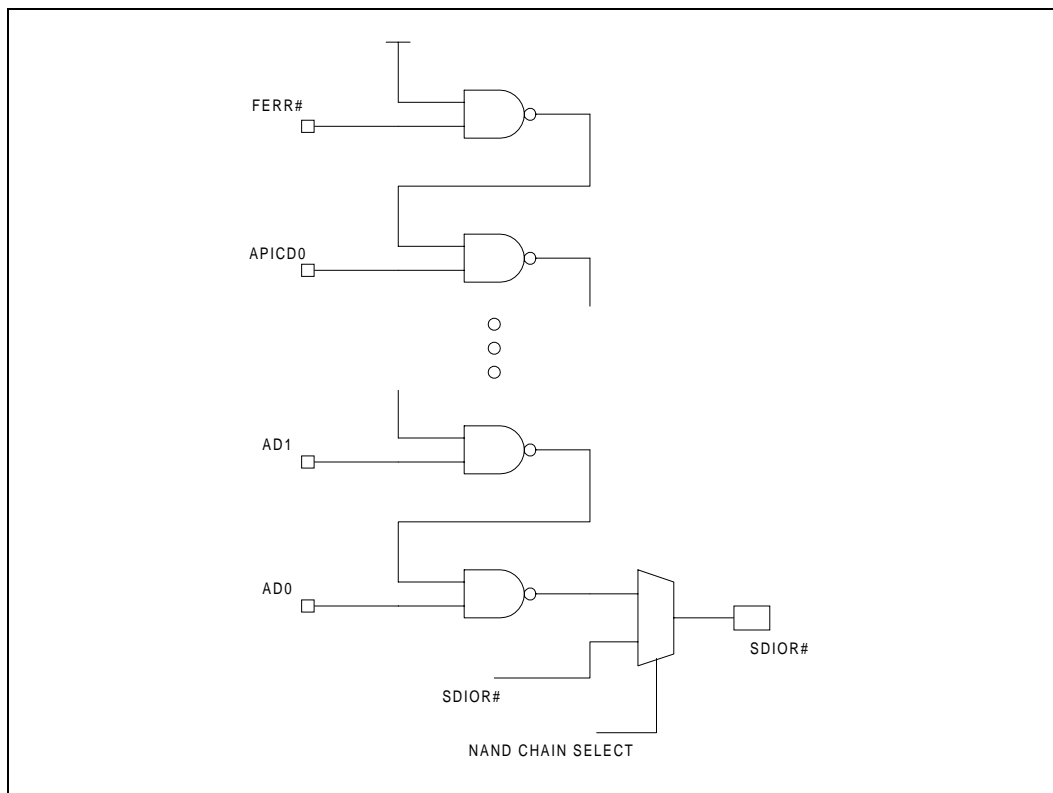 FERR#
APICD0
AD1
AD0
SDIOR#
SDIOR#
NAND CHAIN SELECT